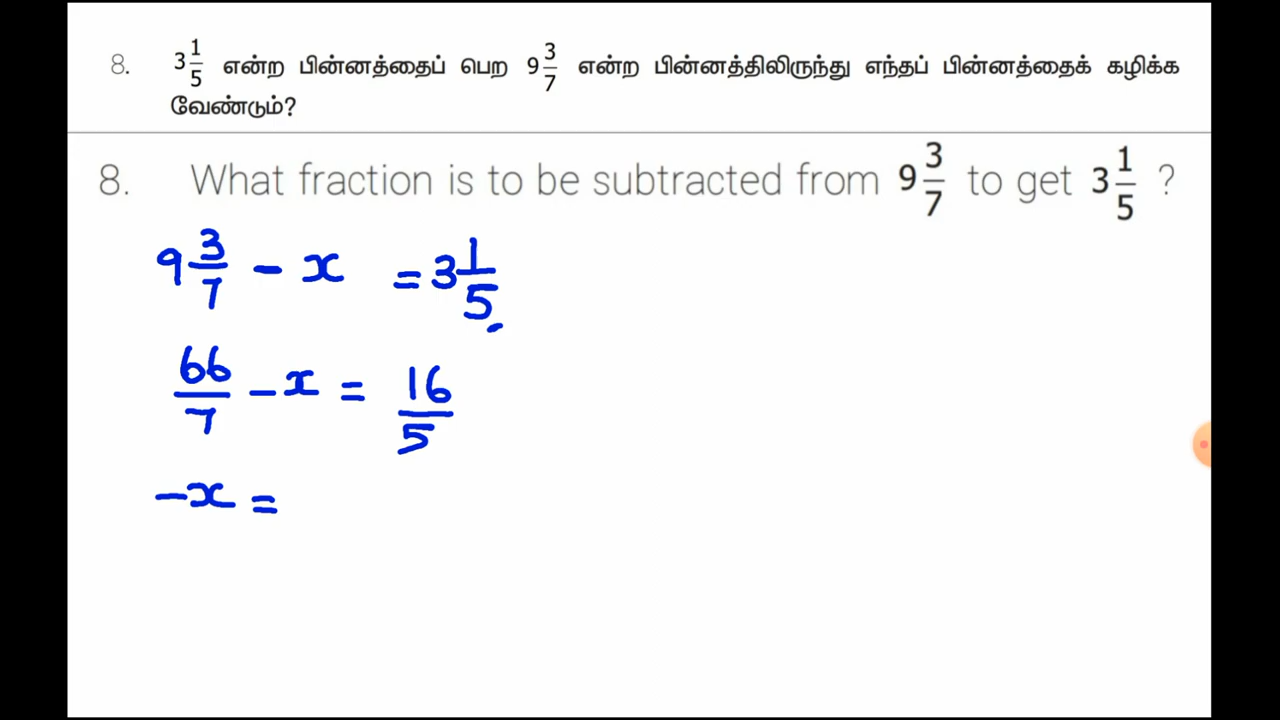 8. 3 1/5 என்ற பின்னத்தைப் பெற 9 3/7 என்ற பின்னத்திலிருந்து எந்தப் பின்னத்தைக் கழிக்க
வேண்டும்?
8. What fraction is to be subtracted from 9 3/7 to get 3 1/5 ?
9 3/7 - x = 3 1/5
66/7 - x = 16/5
-x =